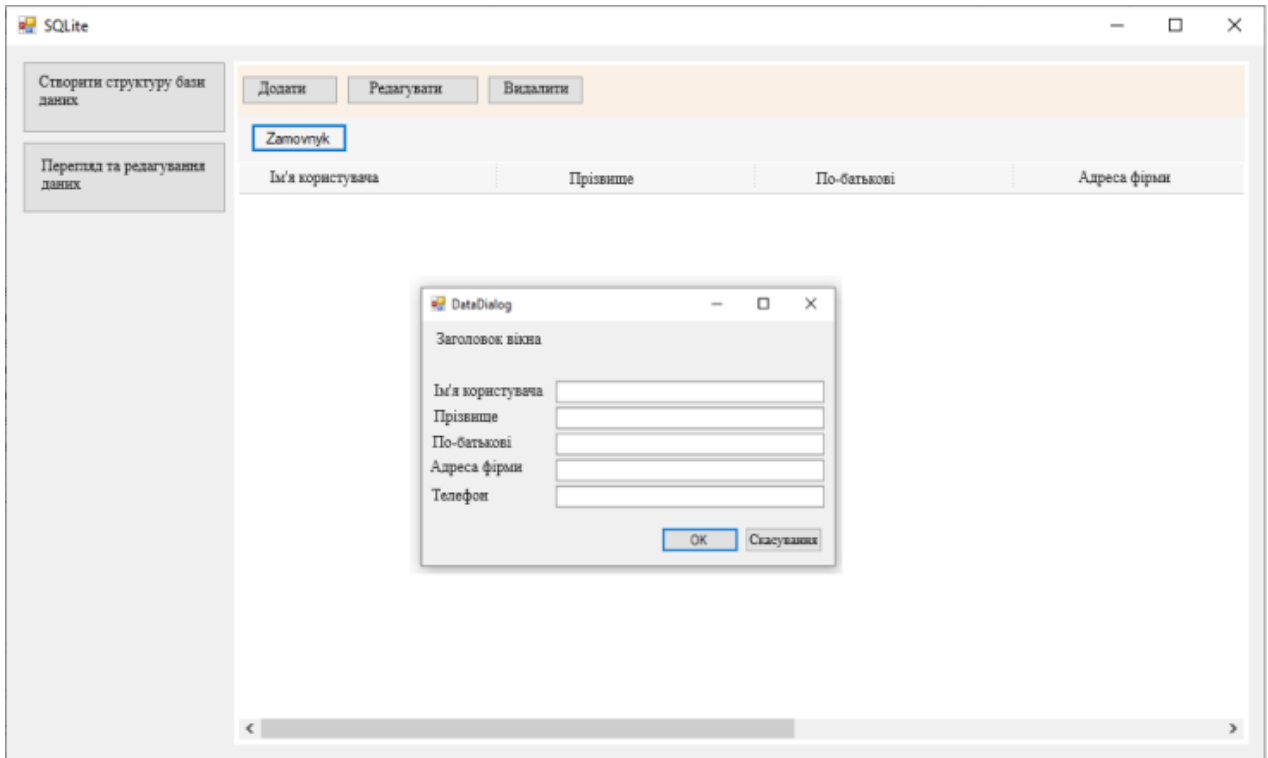 SQLite
Створити структуру бази
даних
Перегляд та редагування
даних
Додати Редагувати Видалити
Zamovnyk
Ім'я користувача Прізвище По-батькові Адреса фірми
DataDialog
Заголовок вікна
Ім'я користувача
Прізвище
По-батькові
Адреса фірми
Телефон
OK Скасування